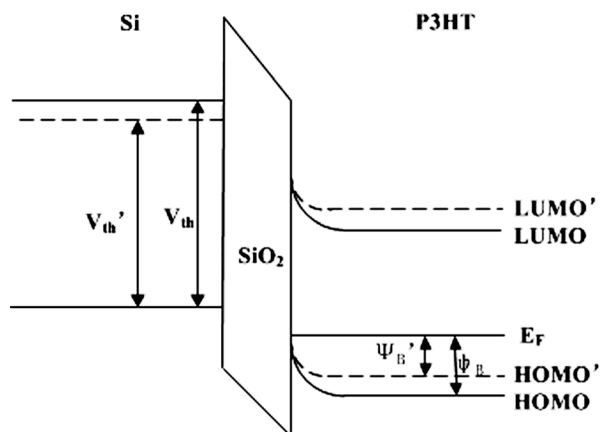 Si
P3HT
V_th'
V_th
SiO₂
LUMO'
LUMO
E_F
Ψ_B'
ψ_B
HOMO'
HOMO